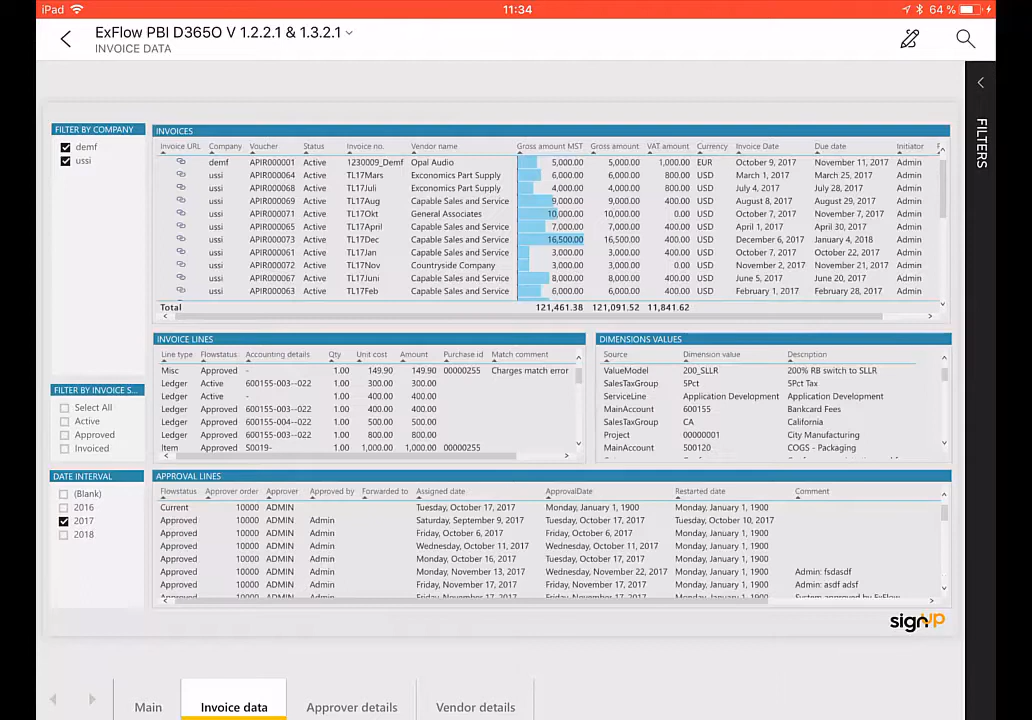 iPad 11:34 64 %
ExFlow PBI D365O V 1.2.2.1 & 1.3.2.1
INVOICE DATA
FILTERS
FILTER BY COMPANY
demf
ussi
INVOICES
Invoice URL Company Voucher Status Invoice no. Vendor name Gross amount MST Gross amount VAT amount Currency Invoice Date Due date Initiator
demf APIR000001 Active 1230009_Demf Opal Audio 5,000.00 5,000.00 1,000.00 EUR October 9, 2017 November 11, 2017 Admin
ussi APIR000064 Active TL17Mars Exconomics Part Supply 6,000.00 6,000.00 800.00 USD March 1, 2017 March 25, 2017 Admin
ussi APIR000068 Active TL17Juli Exconomics Part Supply 4,000.00 4,000.00 800.00 USD July 4, 2017 July 28, 2017 Admin
ussi APIR000069 Active TL17Aug Capable Sales and Service 9,000.00 9,000.00 400.00 USD August 8, 2017 August 29, 2017 Admin
ussi APIR000071 Active TL17Okt General Associates 10,000.00 10,000.00 0.00 USD October 7, 2017 November 7, 2017 Admin
ussi APIR000065 Active TL17April Capable Sales and Service 7,000.00 7,000.00 400.00 USD April 1, 2017 April 30, 2017 Admin
ussi APIR000073 Active TL17Dec Capable Sales and Service 16,500.00 16,500.00 400.00 USD December 6, 2017 January 4, 2018 Admin
ussi APIR000061 Active TL17Jan Capable Sales and Service 3,000.00 3,000.00 400.00 USD October 7, 2017 October 22, 2017 Admin
ussi APIR000072 Active TL17Nov Countryside Company 3,000.00 3,000.00 0.00 USD November 2, 2017 November 21, 2017 Admin
ussi APIR000067 Active TL17Juni Capable Sales and Service 8,000.00 8,000.00 400.00 USD June 5, 2017 June 20, 2017 Admin
ussi APIR000063 Active TL17Feb Capable Sales and Service 6,000.00 6,000.00 400.00 USD February 1, 2017 February 28, 2017 Admin
Total 121,461.38 121,091.52 11,841.62
INVOICE LINES
Line type Flowstatus Accounting details Qty Unit cost Amount Purchase id Match comment
Misc Approved - 1.00 149.90 149.90 00000255 Charges match error
Ledger Active 600155-003--022 1.00 300.00 300.00
Ledger Active - 1.00 400.00 400.00
Ledger Approved 600155-003--022 1.00 400.00 400.00
Ledger Approved 600155-004--022 1.00 500.00 500.00
Ledger Approved 600155-003--022 1.00 800.00 800.00
Item Approved S0019- 1.00 1,000.00 1,000.00 00000255
DIMENSIONS VALUES
Source Dimension value Description
ValueModel 200_SLLR 200% RB switch to SLLR
SalesTaxGroup 5Pct 5Pct Tax
ServiceLine Application Development Application Development
MainAccount 600155 Bankcard Fees
SalesTaxGroup CA California
Project 00000001 City Manufacturing
MainAccount 500120 COGS - Packaging
FILTER BY INVOICE S...
Select All
Active
Approved
Invoiced
DATE INTERVAL
(Blank)
2016
2017
2018
APPROVAL LINES
Flowstatus Approver order Approver Approved by Forwarded to Assigned date ApprovalDate Restarted date Comment
Current 10000 ADMIN Tuesday, October 17, 2017 Monday, January 1, 1900 Monday, January 1, 1900
Approved 10000 ADMIN Admin Saturday, September 9, 2017 Tuesday, October 17, 2017 Tuesday, October 10, 2017
Approved 10000 ADMIN Admin Friday, October 6, 2017 Friday, October 6, 2017 Monday, January 1, 1900
Approved 10000 ADMIN Admin Wednesday, October 11, 2017 Wednesday, October 11, 2017 Monday, January 1, 1900
Approved 10000 ADMIN Admin Monday, October 16, 2017 Tuesday, October 17, 2017 Monday, January 1, 1900
Approved 10000 ADMIN Admin Monday, November 13, 2017 Wednesday, November 22, 2017 Monday, January 1, 1900 Admin: fsdasdf
Approved 10000 ADMIN Admin Friday, November 17, 2017 Friday, November 17, 2017 Monday, January 1, 1900 Admin: asdf adsf
Approved 10000 ADMIN Admin Friday, November 17, 2017 Friday, November 17, 2017 Monday, January 1, 1900 System approved by ExFlow
signUP
Main Invoice data Approver details Vendor details